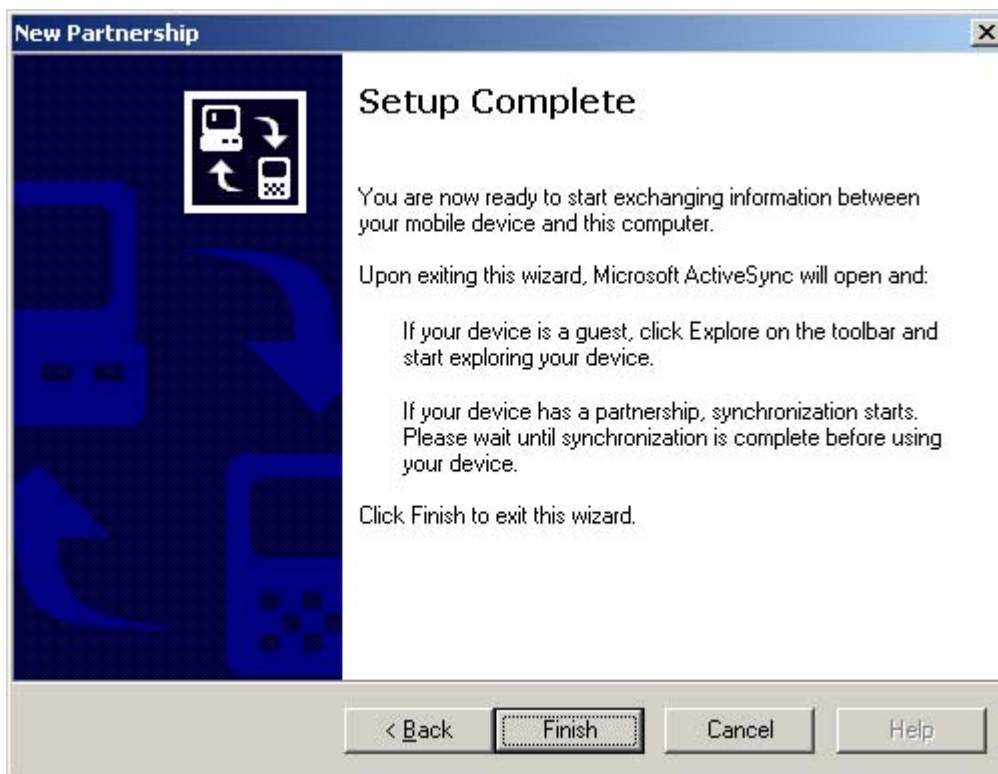 New Partnership
Setup Complete
You are now ready to start exchanging information between
your mobile device and this computer.
Upon exiting this wizard, Microsoft ActiveSync will open and:
If your device is a guest, click Explore on the toolbar and
start exploring your device.
If your device has a partnership, synchronization starts.
Please wait until synchronization is complete before using
your device.
Click Finish to exit this wizard.
< Back Finish Cancel Help